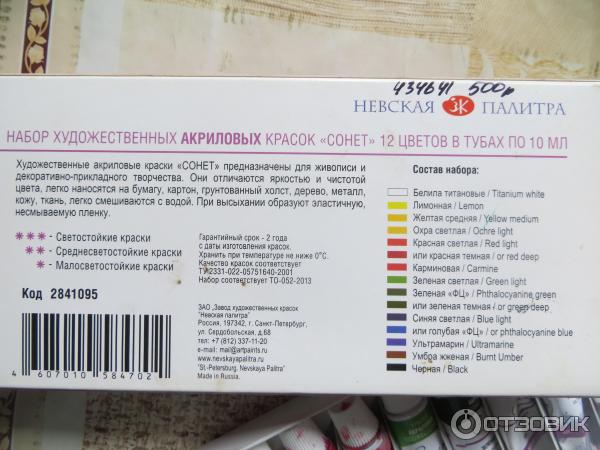 434641 500р
НЕВСКАЯ ЗК ПАЛИТРА
НАБОР ХУДОЖЕСТВЕННЫХ АКРИЛОВЫХ КРАСОК «СОНЕТ» 12 ЦВЕТОВ В ТУБАХ ПО 10 МЛ
Художественные акриловые краски «СОНЕТ» предназначены для живописи и
декоративно-прикладного творчества. Они отличаются яркостью и чистотой
цвета, легко наносятся на бумагу, картон, грунтованный холст, дерево, металл,
кожу, ткань, легко смешиваются с водой. При высыхании образуют эластичную,
несмываемую пленку.
*** - Светостойкие краски
** - Среднесветостойкие краски
* - Малосветостойкие краски
Код 2841095
4 607010 584702
Гарантийный срок - 2 года
с даты изготовления красок.
Хранить при температуре не ниже 0°С.
Качество красок соответствует
ТУ2331-022-05751640-2001
Набор соответствует ТО-052-2013
ЗАО „Завод художественных красок
"Невская палитра"
Россия, 197342, г. Санкт-Петербург,
ул. Сердобольская, д.68
тел: +7 (812) 337-11-20
e-mail: mail@artpaints.ru
www.nevskayapalitra.ru
"St.-Petersburg. Nevskaya Palitra"
Made in Russia.
Состав набора:
Белила титановые / Titanium white
Лимонная / Lemon
Желтая средняя / Yellow medium
Охра светлая / Ochre light
Красная светлая / Red light
или красная темная / or red deep
Карминовая / Carmine
Зеленая светлая / Green light
Зеленая «ФЦ» / Phthalocyanine green
или зеленая темная / or green deep
Синяя светлая / Blue light
или голубая «ФЦ» / or phthalocyanine blue
Ультрамарин / Ultramarine
Умбра жженая / Burnt Umber
Черная / Black
ОТЗОВИК